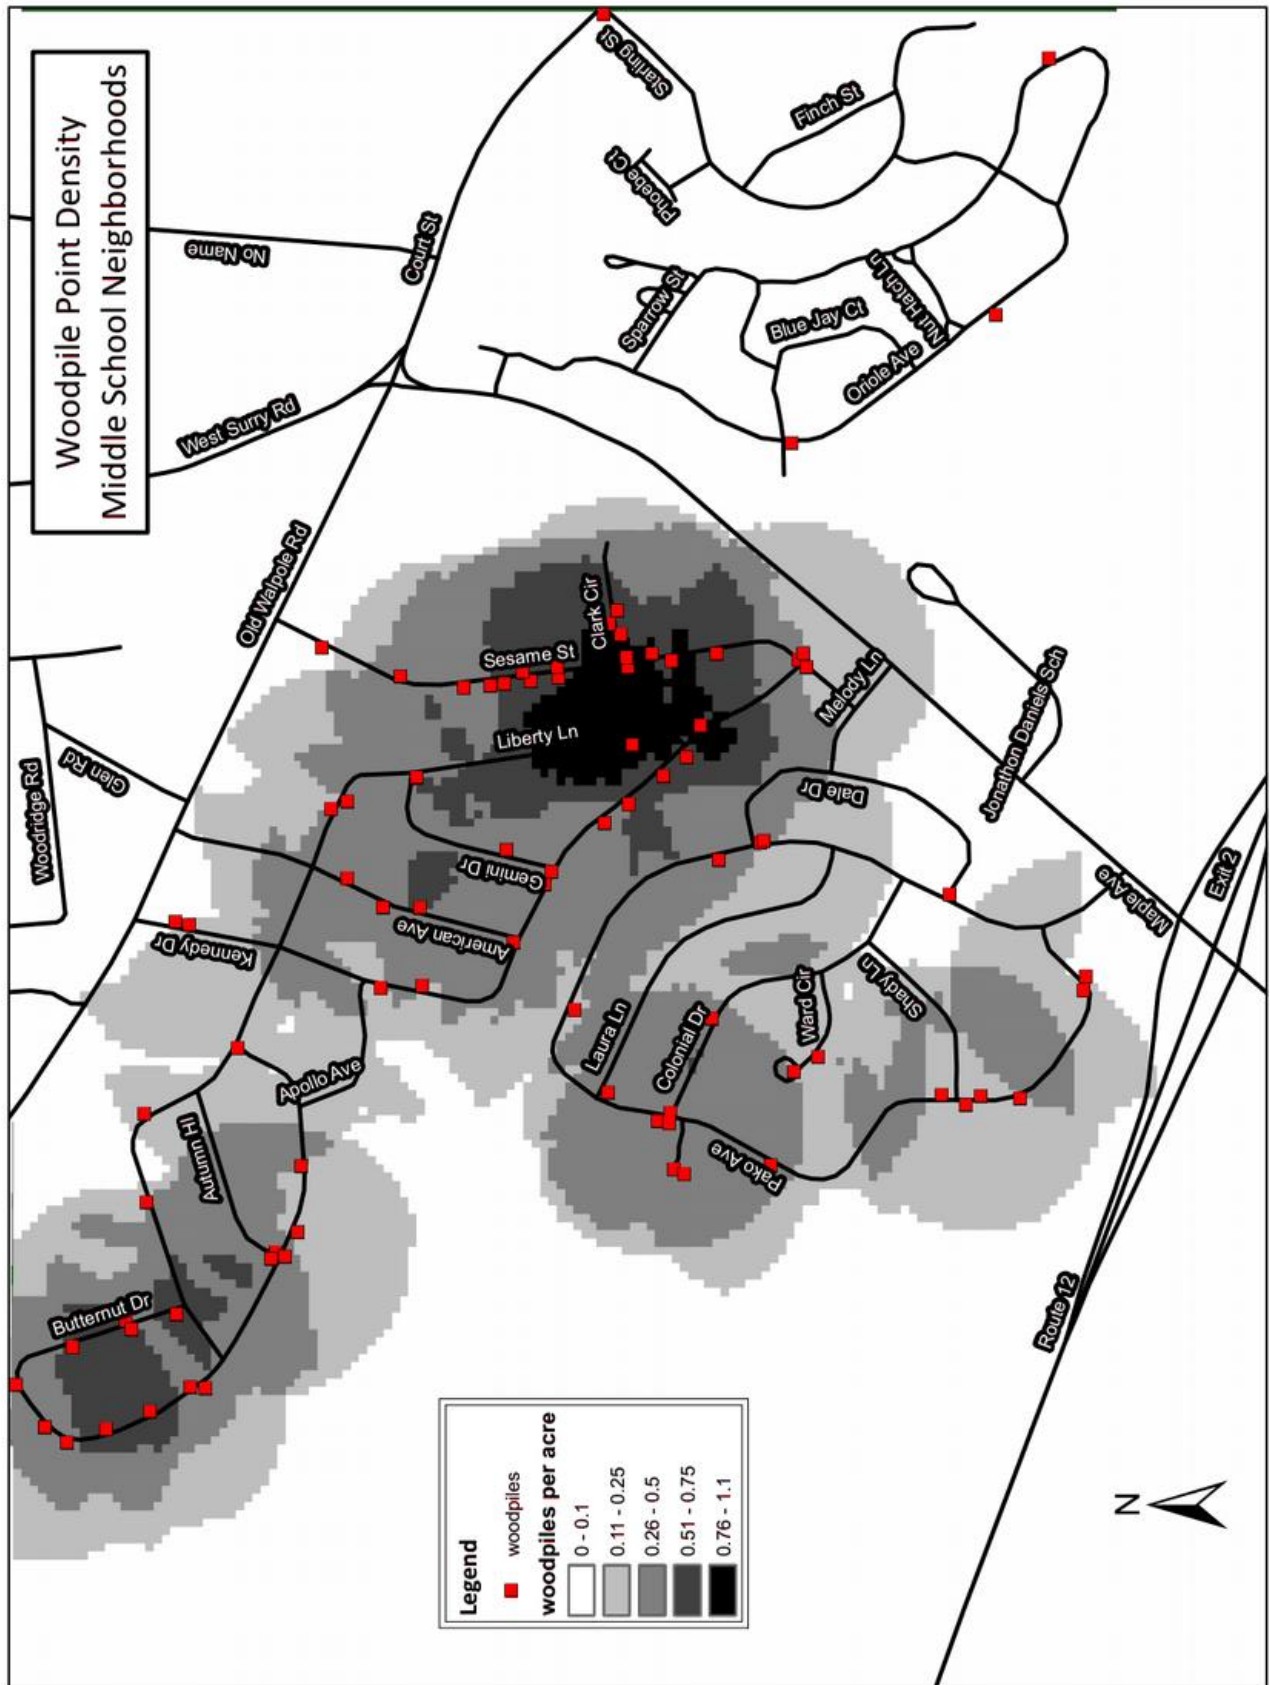 Woodpile Point Density
Middle School Neighborhoods
No Name
Court St
Starling St
Finch St
Phoebe Ct
West Surry Rd
Sparrow St
Blue Jay Ct
Nut Hatch Ln
Oriole Ave
Old Walpole Rd
Clark Cir
Sesame St
Liberty Ln
Melody Ln
Dale Dr
Jonathon Daniels Sch
Woodridge Rd
Glen Rd
Gemini Dr
American Ave
Kennedy Dr
Maple Ave
Exit 2
Laura Ln
Colonial Dr
Ward Cir
Shady Ln
Apollo Ave
Autumn Hl
Pako Ave
Butternut Dr
Route 12
Legend
woodpiles
woodpiles per acre
0 - 0.1
0.11 - 0.25
0.26 - 0.5
0.51 - 0.75
0.76 - 1.1
N